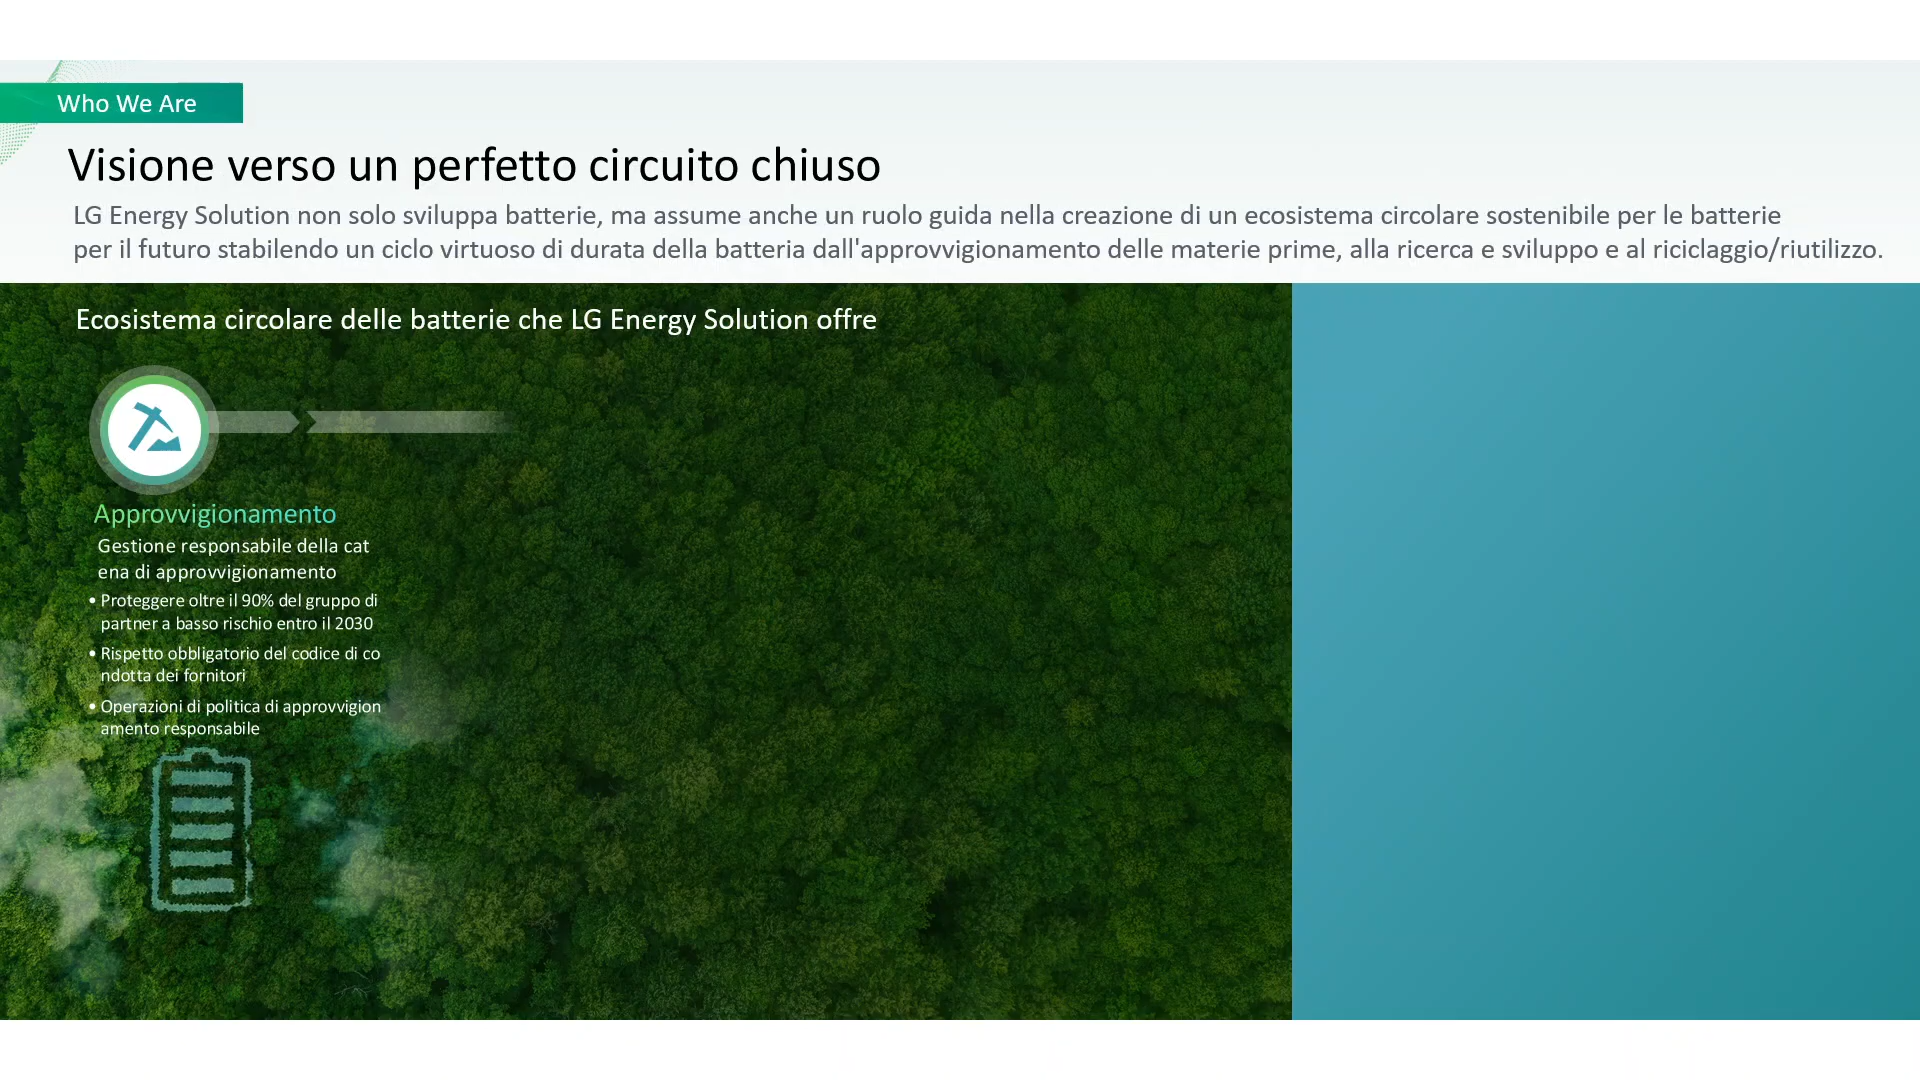 Who We Are
Visione verso un perfetto circuito chiuso
LG Energy Solution non solo sviluppa batterie, ma assume anche un ruolo guida nella creazione di un ecosistema circolare sostenibile per le batterie
per il futuro stabilendo un ciclo virtuoso di durata della batteria dall'approvvigionamento delle materie prime, alla ricerca e sviluppo e al riciclaggio/riutilizzo.
Ecosistema circolare delle batterie che LG Energy Solution offre
Approvvigionamento
Gestione responsabile della cat
ena di approvvigionamento
• Proteggere oltre il 90% del gruppo di
partner a basso rischio entro il 2030
• Rispetto obbligatorio del codice di co
ndotta dei fornitori
• Operazioni di politica di approvvigion
amento responsabile